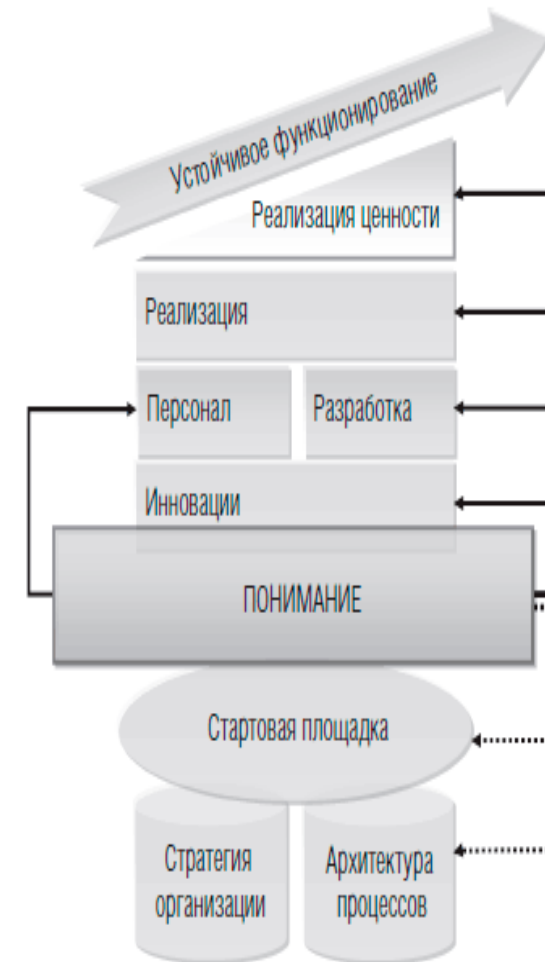 Устойчивое функционирование
Реализация ценности
Реализация
Персонал
Разработка
Инновации
ПОНИМАНИЕ
Стартовая площадка
Стратегия
организации
Архитектура
процессов